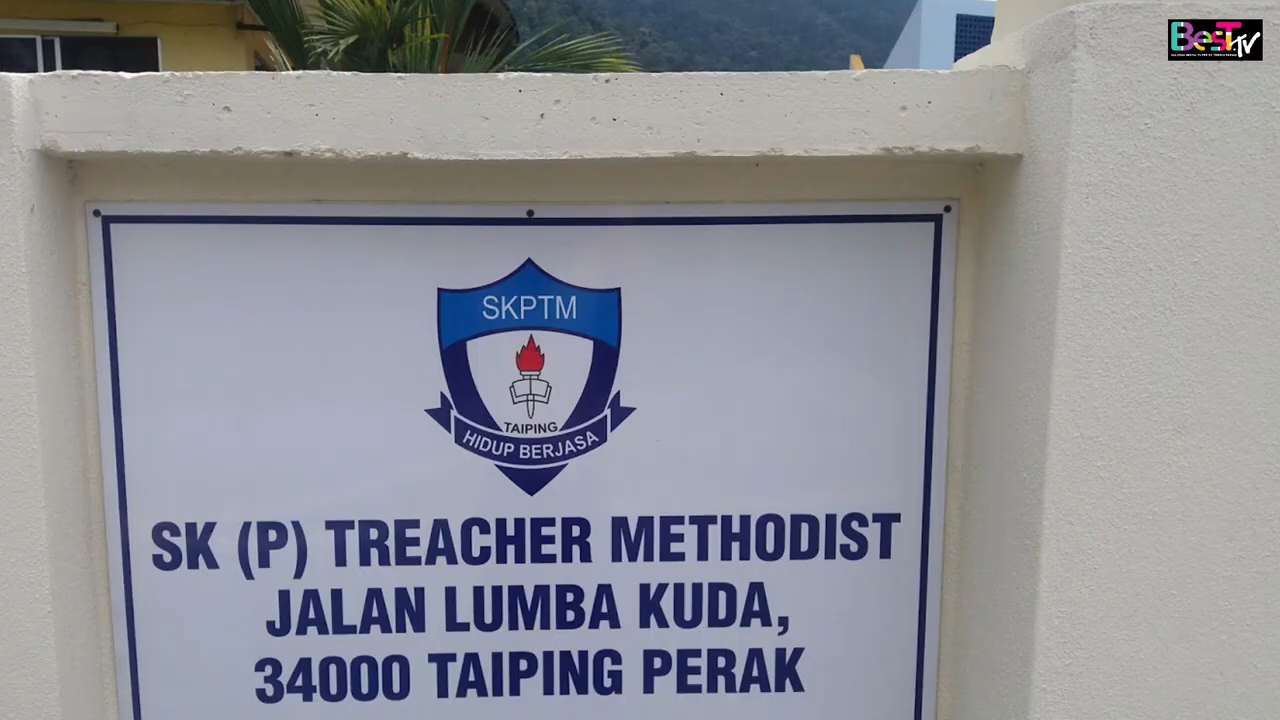 BesT.TV
SKPTM
TAIPING
HIDUP BERJASA
SK (P) TREACHER METHODIST
JALAN LUMBA KUDA,
34000 TAIPING PERAK